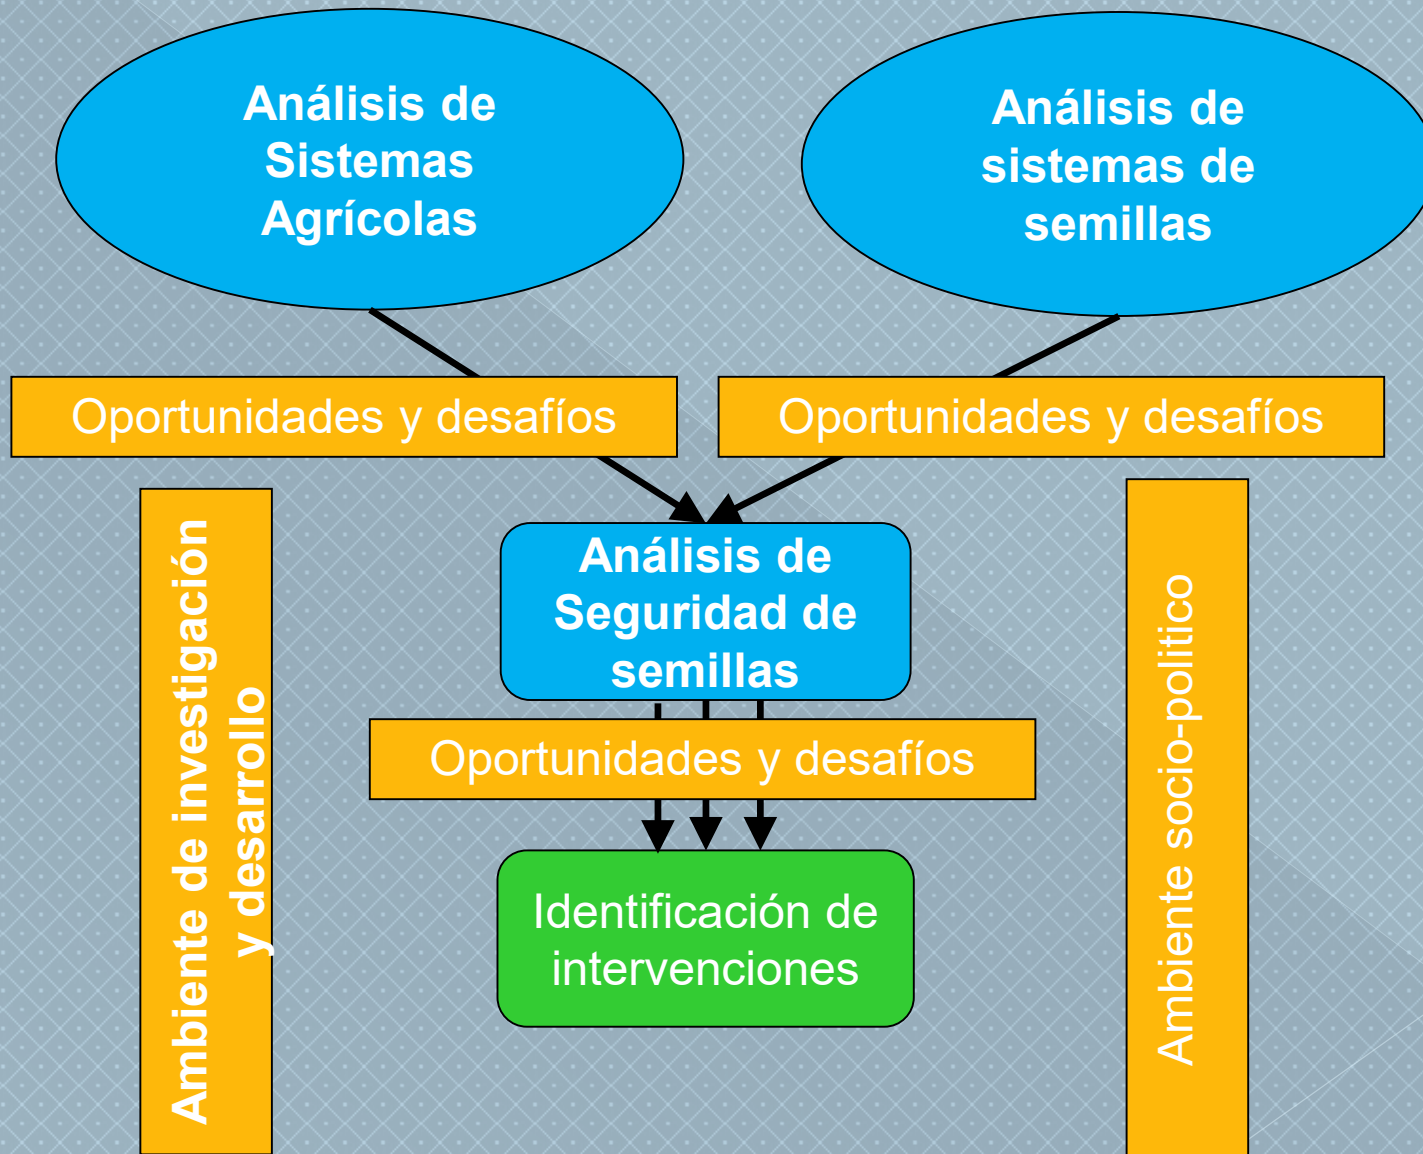 Análisis de
Sistemas
Agrícolas
Análisis de
sistemas de
semillas
Oportunidades y desafíos
Oportunidades y desafíos
Ambiente de investigación
y desarrollo
Análisis de
Seguridad de
semillas
Oportunidades y desafíos
Identificación de
intervenciones
Ambiente socio-politico